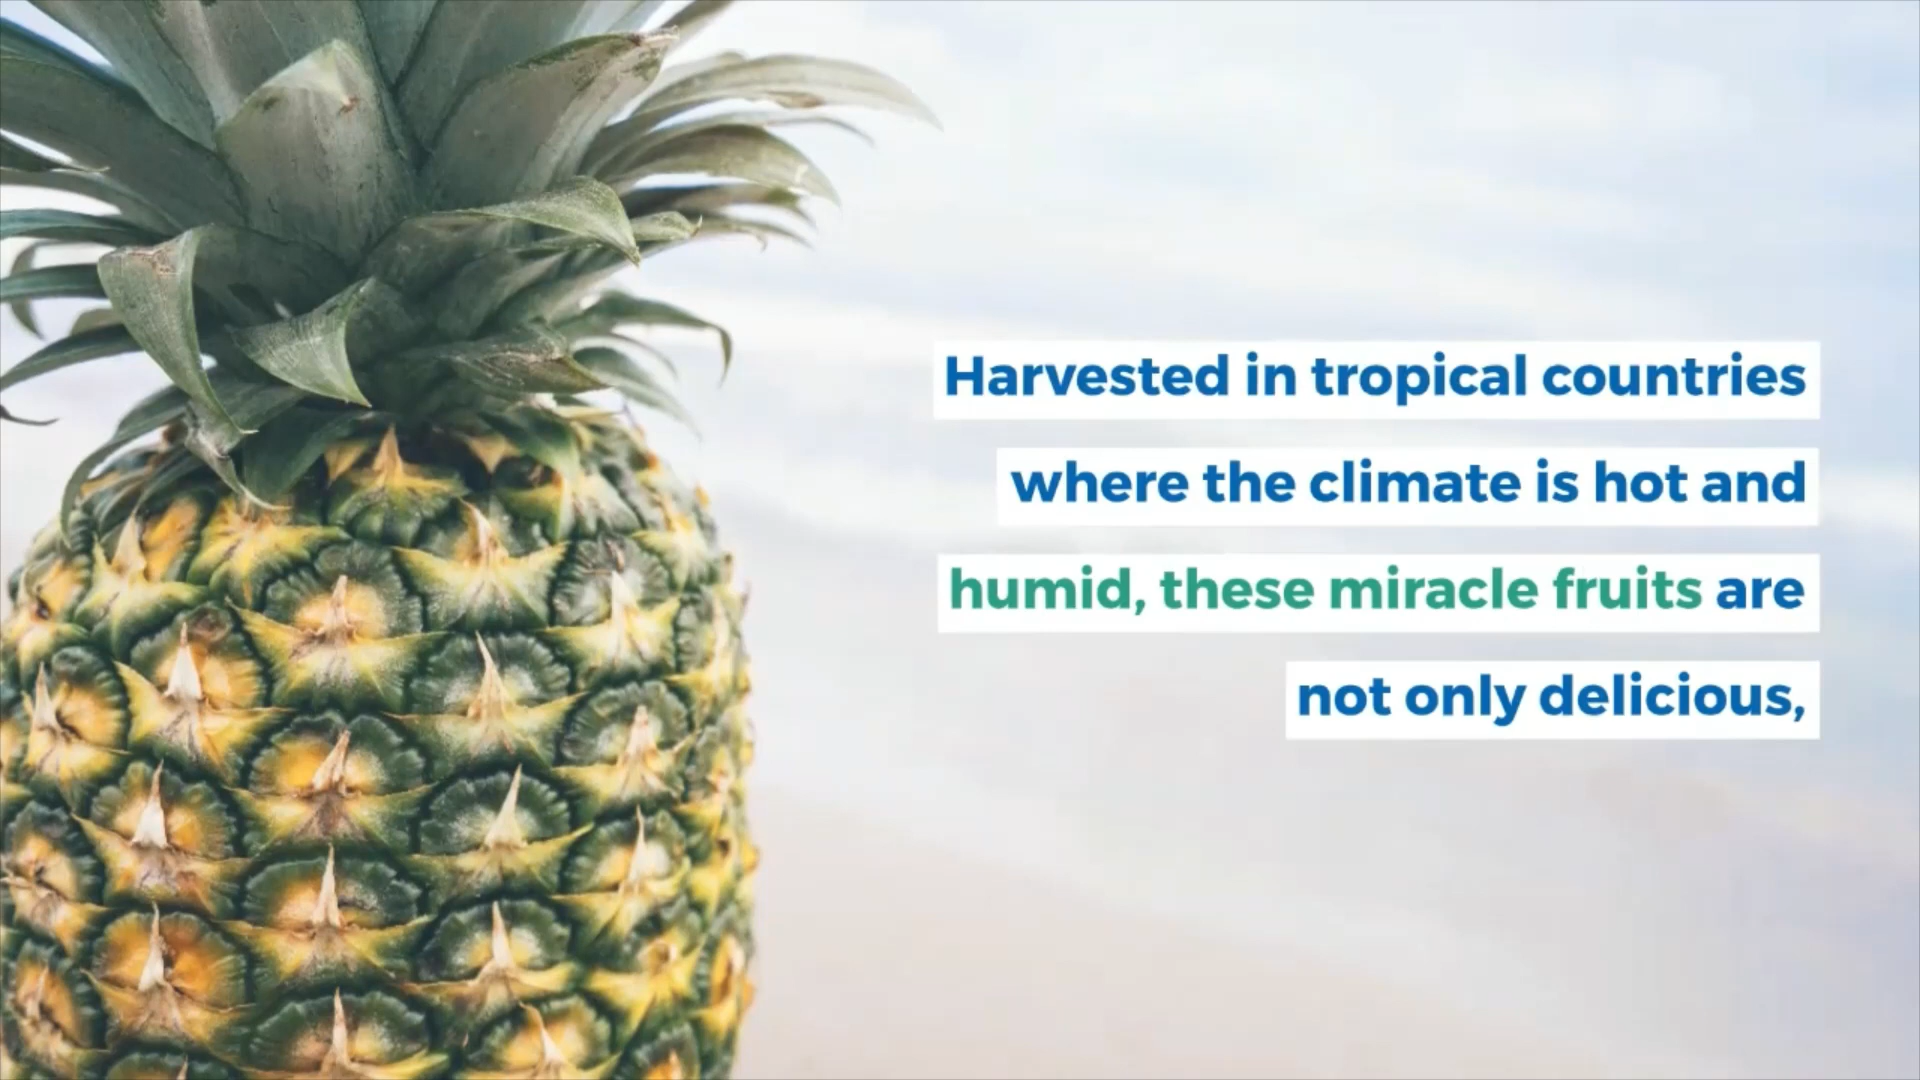 Harvested in tropical countries
where the climate is hot and
humid, these miracle fruits are
not only delicious,